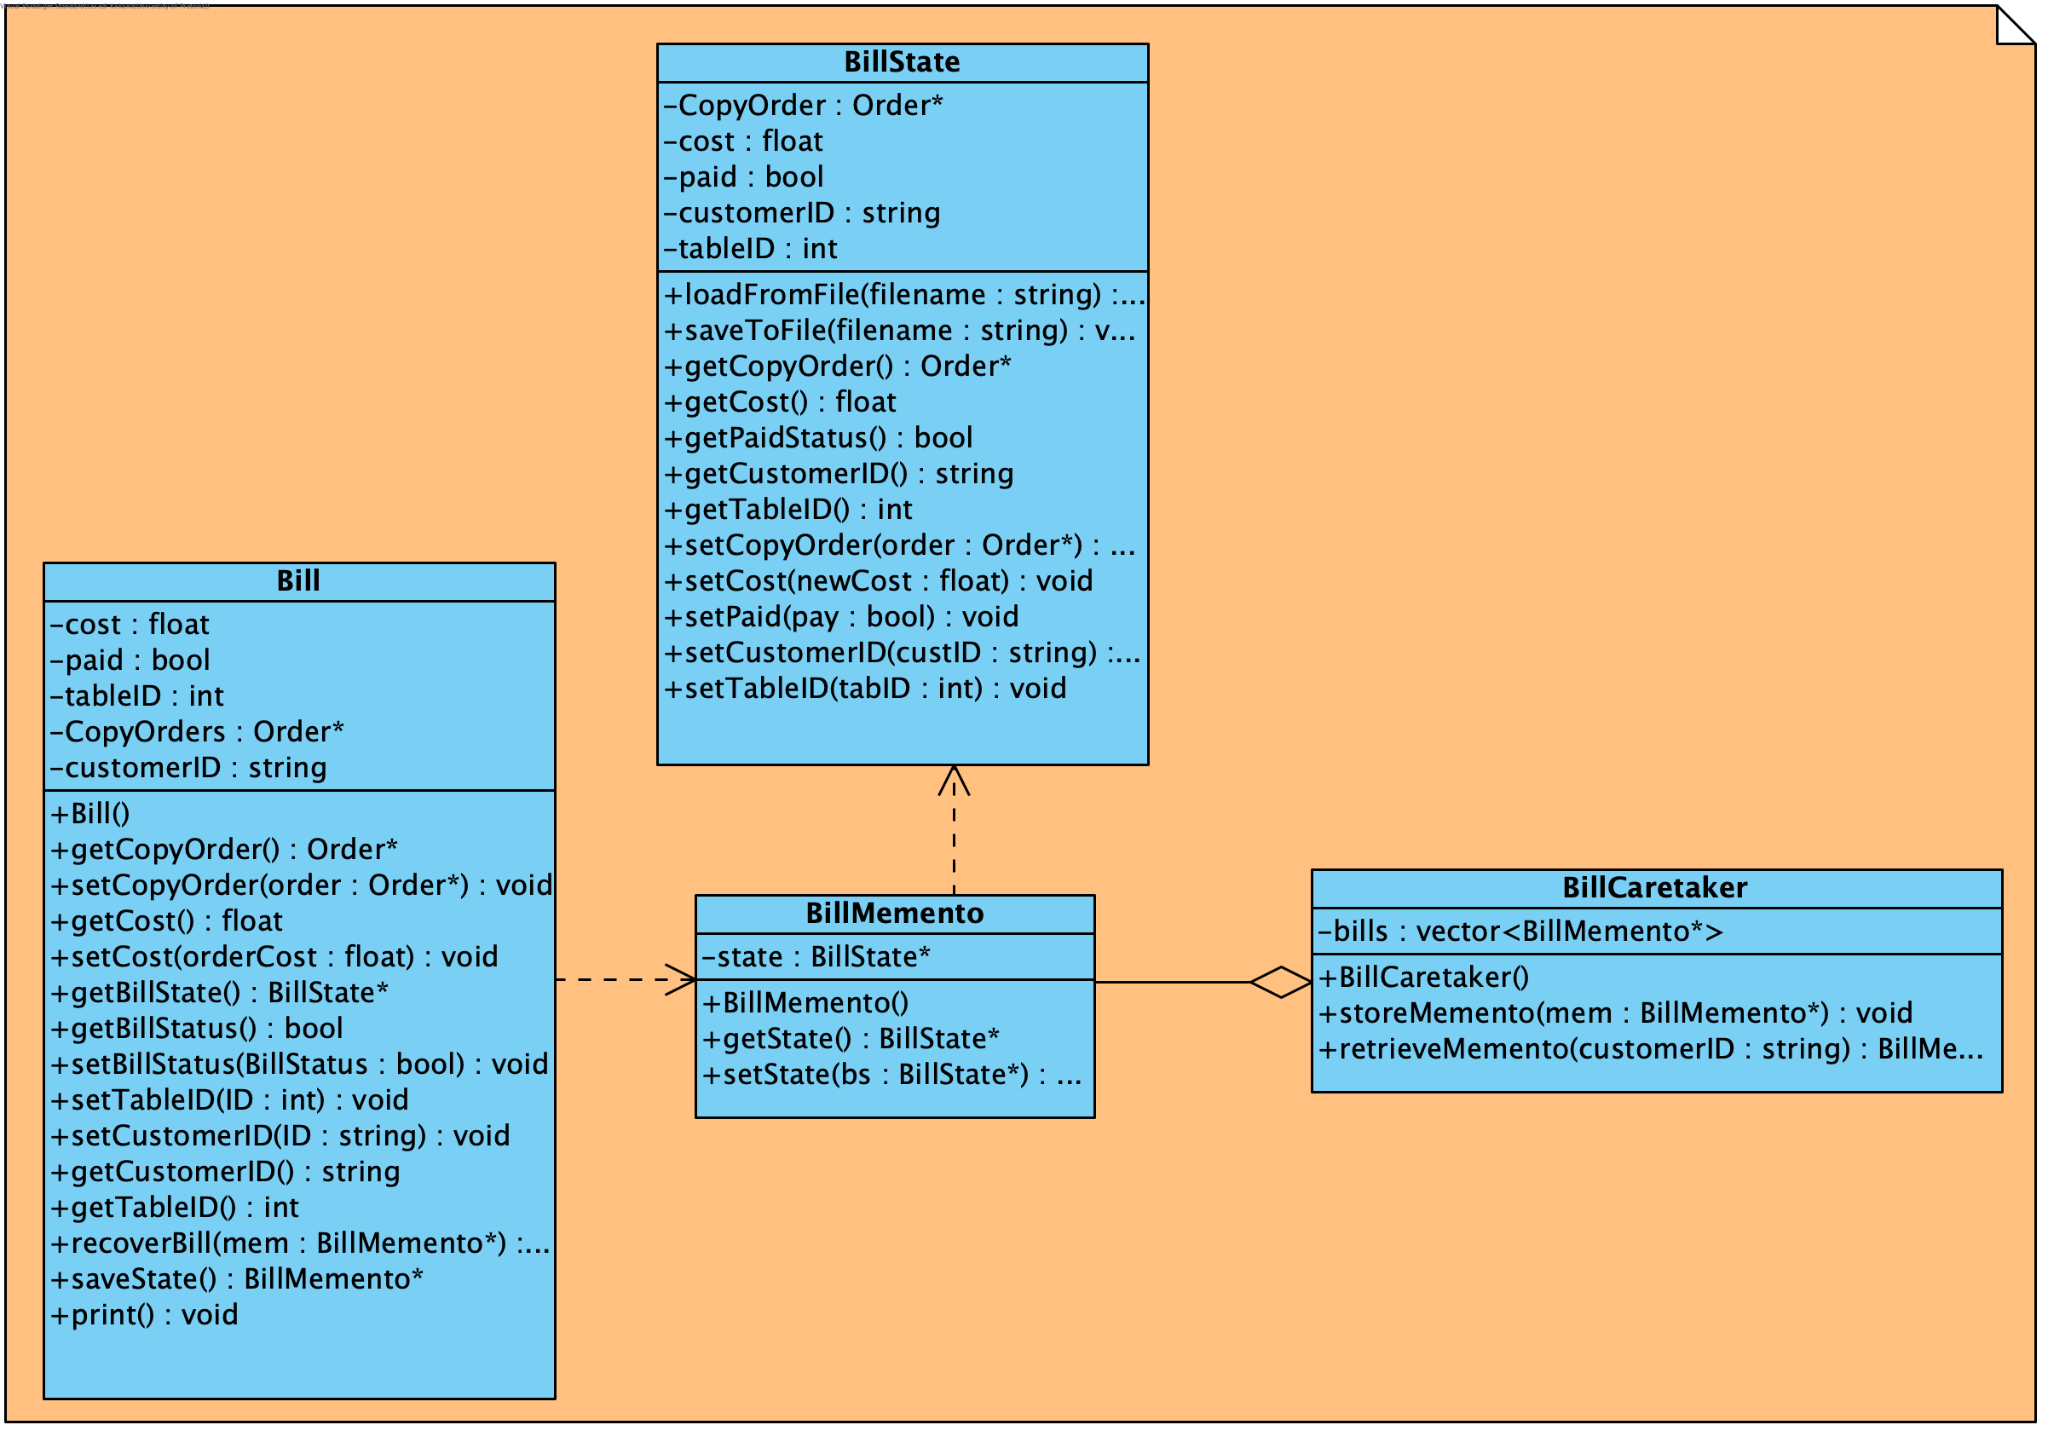 BillState
-CopyOrder : Order*
-cost : float
-paid : bool
-customerID : string
-tableID : int
+loadFromFile(filename : string) :...
+saveToFile(filename : string) : v...
+getCopyOrder() : Order*
+getCost() : float
+getPaidStatus() : bool
+getCustomerID() : string
+getTableID() : int
+setCopyOrder(order : Order*) : ...
+setCost(newCost : float) : void
+setPaid(pay : bool) : void
+setCustomerID(custID : string) :...
+setTableID(tabID : int) : void
Bill
-cost : float
-paid : bool
-tableID : int
-CopyOrders : Order*
-customerID : string
+Bill()
+getCopyOrder() : Order*
+setCopyOrder(order : Order*) : void
+getCost() : float
+setCost(orderCost : float) : void
+getBillState() : BillState*
+getBillStatus() : bool
+setBillStatus(BillStatus : bool) : void
+setTableID(ID : int) : void
+setCustomerID(ID : string) : void
+getCustomerID() : string
+getTableID() : int
+recoverBill(mem : BillMemento*) :...
+saveState() : BillMemento*
+print() : void
BillMemento
-state : BillState*
+BillMemento()
+getState() : BillState*
+setState(bs : BillState*) : ...
BillCaretaker
-bills : vector<BillMemento*>
+BillCaretaker()
+storeMemento(mem : BillMemento*) : void
+retrieveMemento(customerID : string) : BillMe...